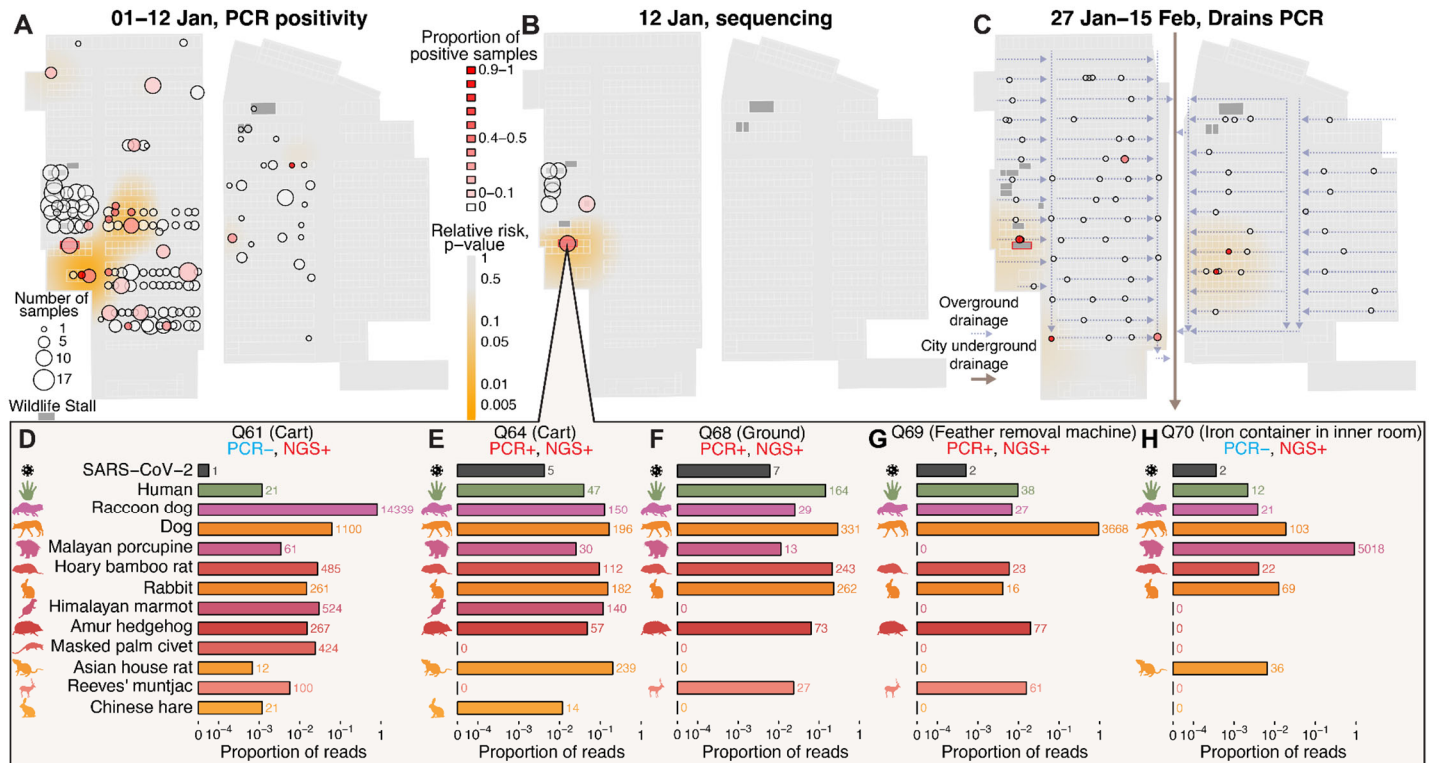 A
01–12 Jan, PCR positivity
B
12 Jan, sequencing
C
27 Jan–15 Feb, Drains PCR
Proportion of
positive samples
0.9–1
0.4–0.5
0–0.1
0
Relative risk,
p–value
1
0.5
0.1
0.05
0.01
0.005
Number of
samples
1
5
10
17
Wildlife Stall
Overground
drainage
City underground
drainage
D
Q61 (Cart)
PCR−, NGS+
SARS−CoV−2
1
Human
21
Raccoon dog
14339
Dog
1100
Malayan porcupine
61
Hoary bamboo rat
485
Rabbit
261
Himalayan marmot
524
Amur hedgehog
267
Masked palm civet
424
Asian house rat
12
Reeves' muntjac
100
Chinese hare
21
0 10−4 10−3 10−2 10−1 1
Proportion of reads
E
Q64 (Cart)
PCR+, NGS+
5
47
150
196
30
112
182
140
57
0
239
0
14
0 10−4 10−3 10−2 10−1 1
Proportion of reads
F
Q68 (Ground)
PCR+, NGS+
7
164
29
331
13
243
262
0
73
0
0
27
0
0 10−4 10−3 10−2 10−1 1
Proportion of reads
G
Q69 (Feather removal machine)
PCR+, NGS+
2
38
27
3668
0
23
16
0
77
0
0
61
0
0 10−4 10−3 10−2 10−1 1
Proportion of reads
H
Q70 (Iron container in inner room)
PCR−, NGS+
2
12
21
103
5018
22
69
0
0
0
36
0
0
0 10−4 10−3 10−2 10−1 1
Proportion of reads